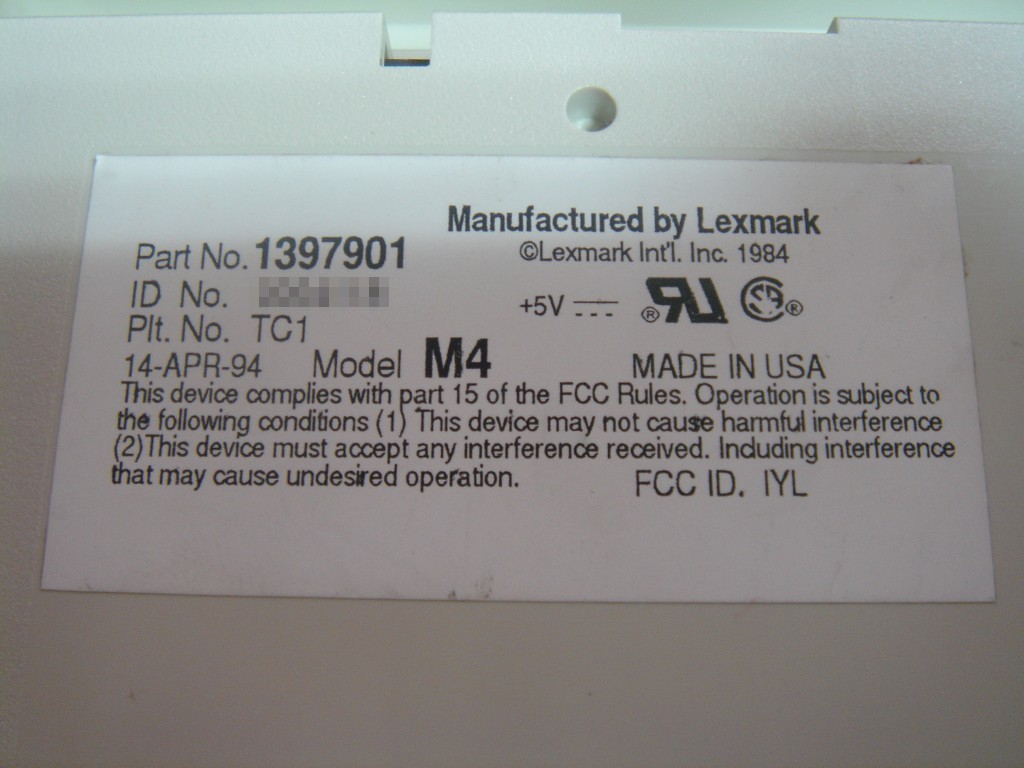 Manufactured by Lexmark
Part No. 1397901
©Lexmark Int'l. Inc. 1984
ID No.
+5V
Plt. No. TC1
14-APR-94 Model M4 MADE IN USA
This device complies with part 15 of the FCC Rules. Operation is subject to
the following conditions (1) This device may not cause harmful interference
(2)This device must accept any interference received. Including interference
that may cause undesired operation.
FCC ID. IYL